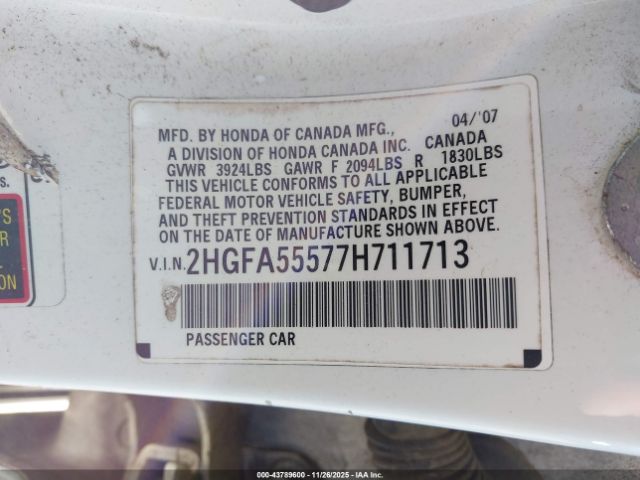 04/'07
MFD. BY HONDA OF CANADA MFG.,
A DIVISION OF HONDA CANADA INC. CANADA
GVWR 3924LBS GAWR F 2094LBS R 1830LBS
THIS VEHICLE CONFORMS TO ALL APPLICABLE
FEDERAL MOTOR VEHICLE SAFETY, BUMPER,
AND THEFT PREVENTION STANDARDS IN EFFECT
ON THE DATE OF MANUFACTURE SHOWN ABOVE.
V.I.N. 2HGFA55577H711713
PASSENGER CAR
000-43789600 | 11/26/2025 | IAA Inc.